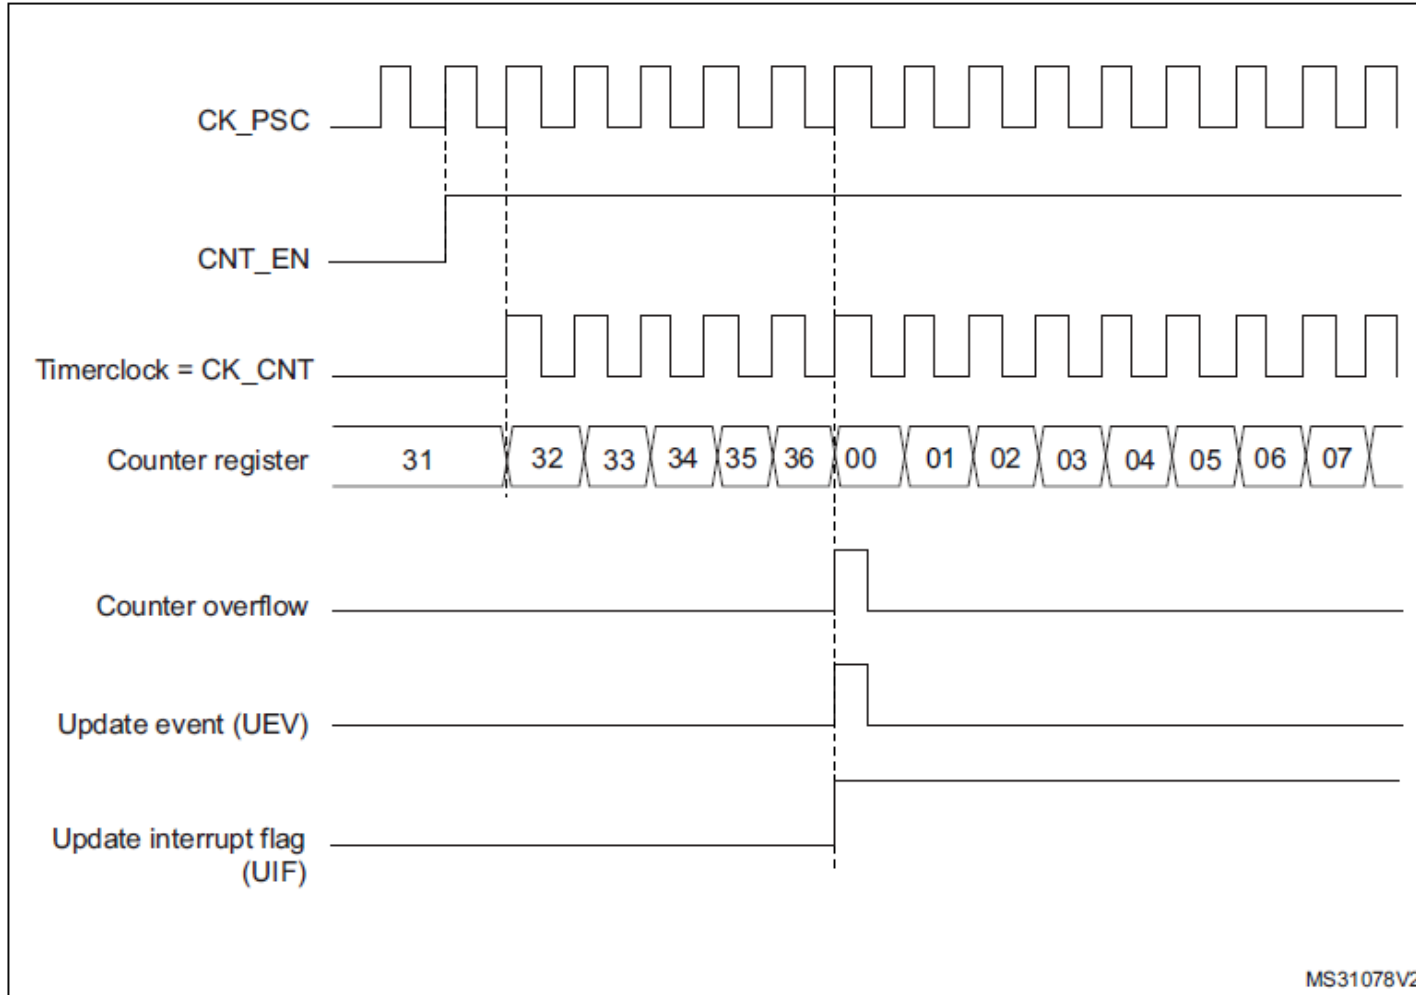 CK_PSC
CNT_EN
Timerclock = CK_CNT
Counter register 31 32 33 34 35 36 00 01 02 03 04 05 06 07
Counter overflow
Update event (UEV)
Update interrupt flag
(UIF)
MS31078V2